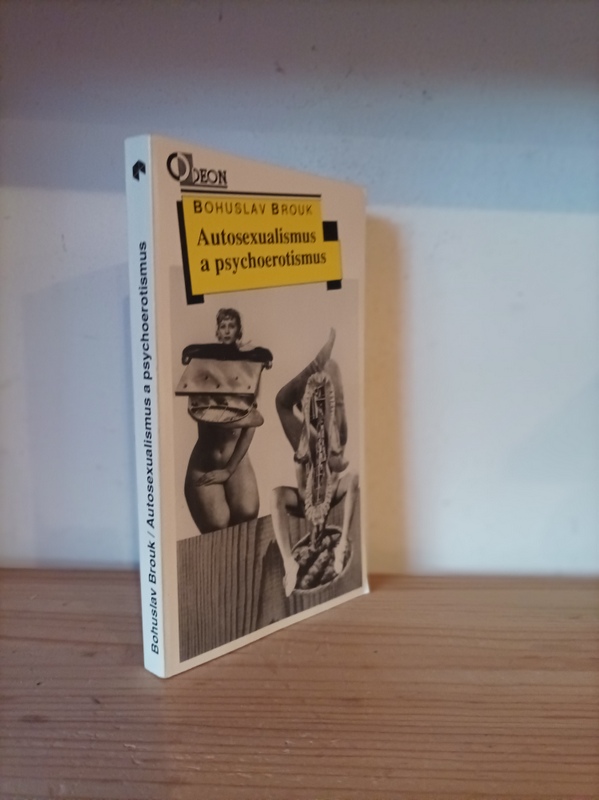 ODEON
BOHUSLAV BROUK
Autosexualismus
a psychoerotismus
Bohuslav Brouk / Autosexualismus a psychoerotismus